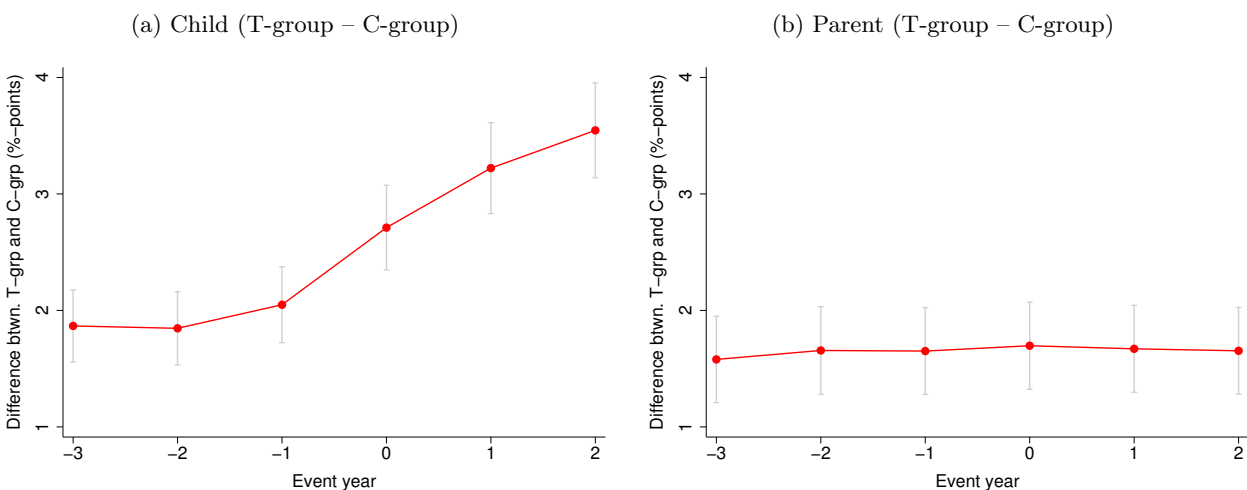 (a) Child (T-group – C-group)
Difference btwn. T-grp and C-grp (%-points)
4
3
2
1
−3 −2 −1 0 1 2
Event year
(b) Parent (T-group – C-group)
Difference btwn. T-grp and C-grp (%-points)
4
3
2
1
−3 −2 −1 0 1 2
Event year